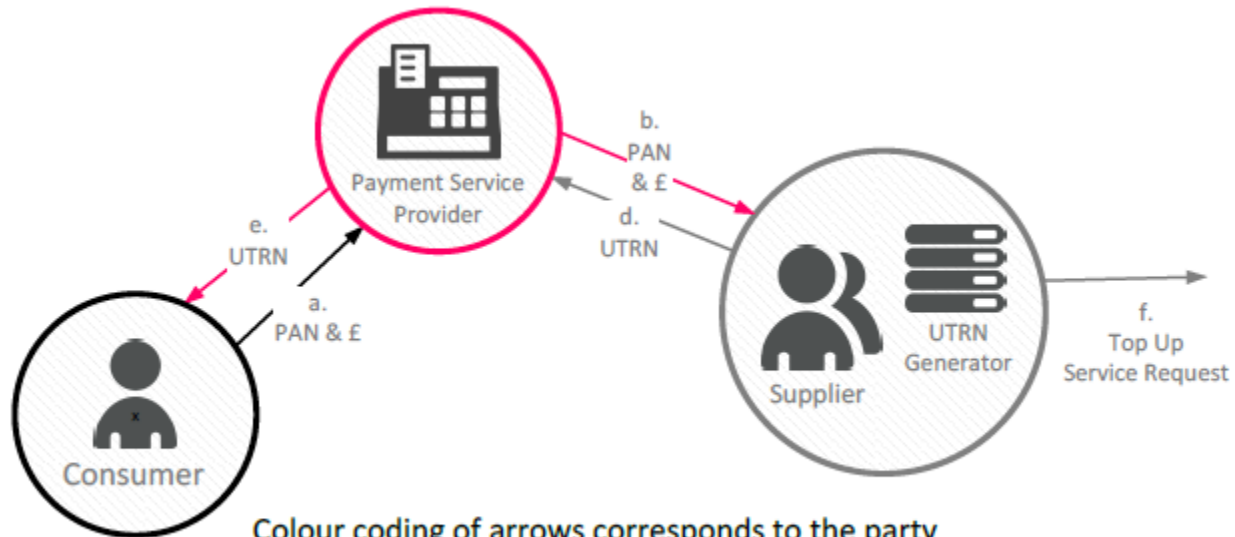 b.
PAN
& £
Payment Service
Provider
d.
UTRN
e.
UTRN
a.
PAN & £
UTRN
Generator
Supplier
f.
Top Up
Service Request
x
Consumer
Colour coding of arrows corresponds to the party